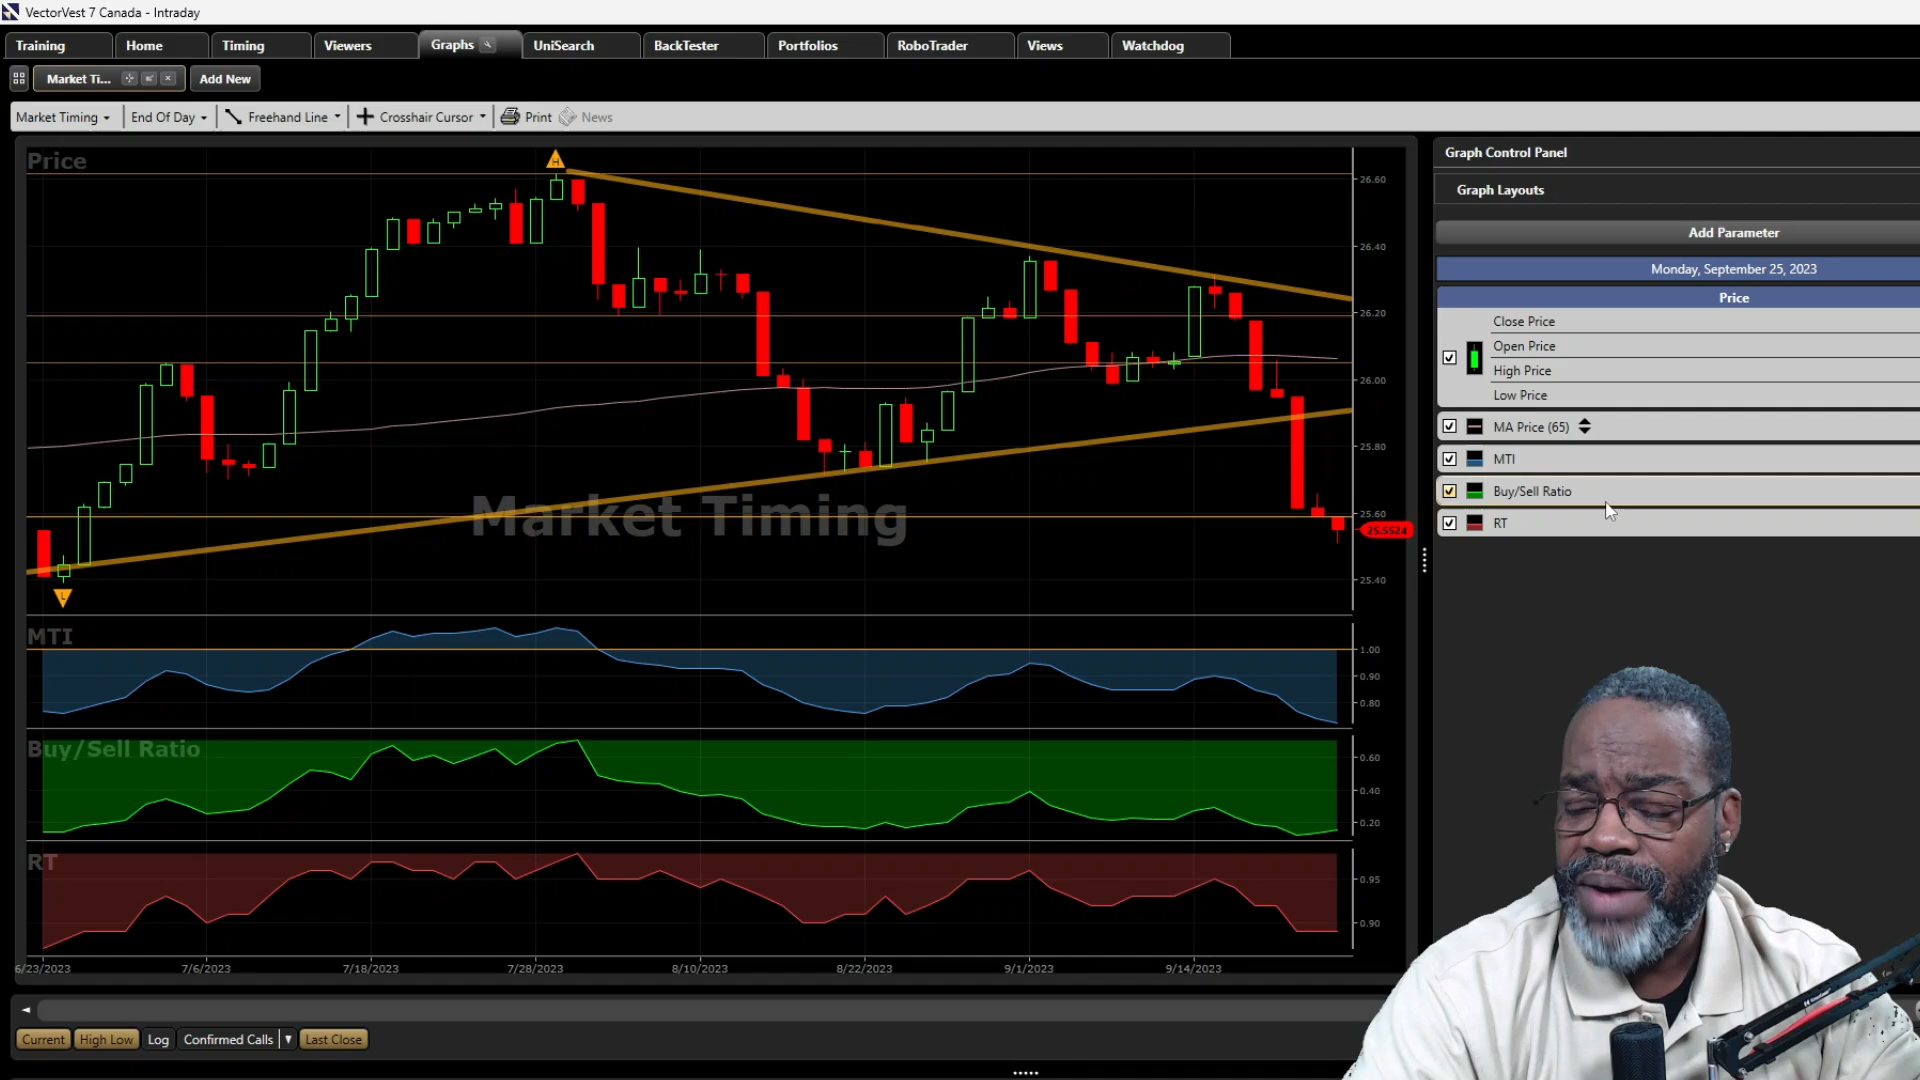 VectorVest 7 Canada - Intraday
Training Home Timing Viewers Graphs UniSearch BackTester Portfolios RoboTrader Views Watchdog
Market Ti... Add New
Market Timing End Of Day Freehand Line Crosshair Cursor Print News
Price
H
26.60
26.40
26.20
26.00
25.80
25.60
25.5524
25.40
L
Market Timing
MTI
1.00
0.90
0.80
Buy/Sell Ratio
0.60
0.40
0.20
RT
0.95
0.90
6/23/2023 7/6/2023 7/18/2023 7/28/2023 8/10/2023 8/22/2023 9/1/2023 9/14/2023
Current High Low Log Confirmed Calls Last Close
Graph Control Panel
Graph Layouts
Add Parameter
Monday, September 25, 2023
Price
Close Price
Open Price
High Price
Low Price
MA Price (65)
MTI
Buy/Sell Ratio
RT